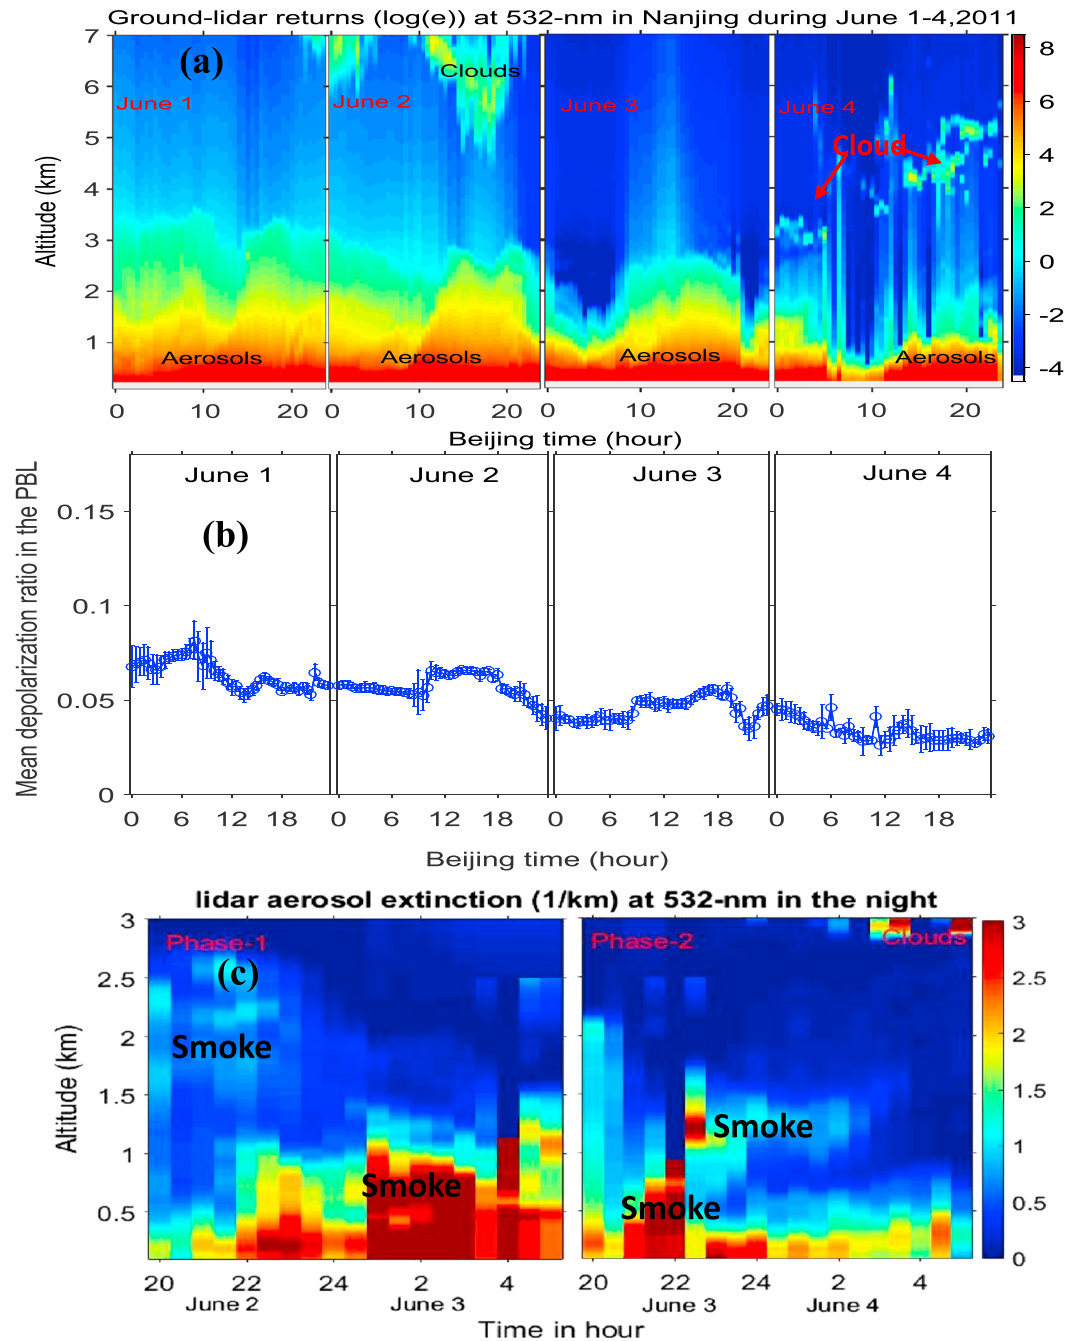 Ground-lidar returns (log(e)) at 532-nm in Nanjing during June 1-4,2011
(a)
June 1
June 2
June 3
June 4
Clouds
Cloud
Aerosols
Aerosols
Aerosols
Aerosols
Altitude (km)
7
6
5
4
3
2
1
0 10 20 0 10 20 0 10 20 0 10 20
8
6
4
2
0
-2
-4
Beijing time (hour)
Mean depolarization ratio in the PBL
June 1 June 2 June 3 June 4
(b)
0.15
0.1
0.05
0
0 6 12 18 0 6 12 18 0 6 12 18 0 6 12 18
Beijing time (hour)
lidar aerosol extinction (1/km) at 532-nm in the night
Phase-1
(c)
Smoke
Smoke
Phase-2
Clouds
Smoke
Smoke
Altitude (km)
3
2.5
2
1.5
1
0.5
3
2.5
2
1.5
1
0.5
0
20 22 24 2 4 20 22 24 2 4
June 2 June 3 June 3 June 4
Time in hour